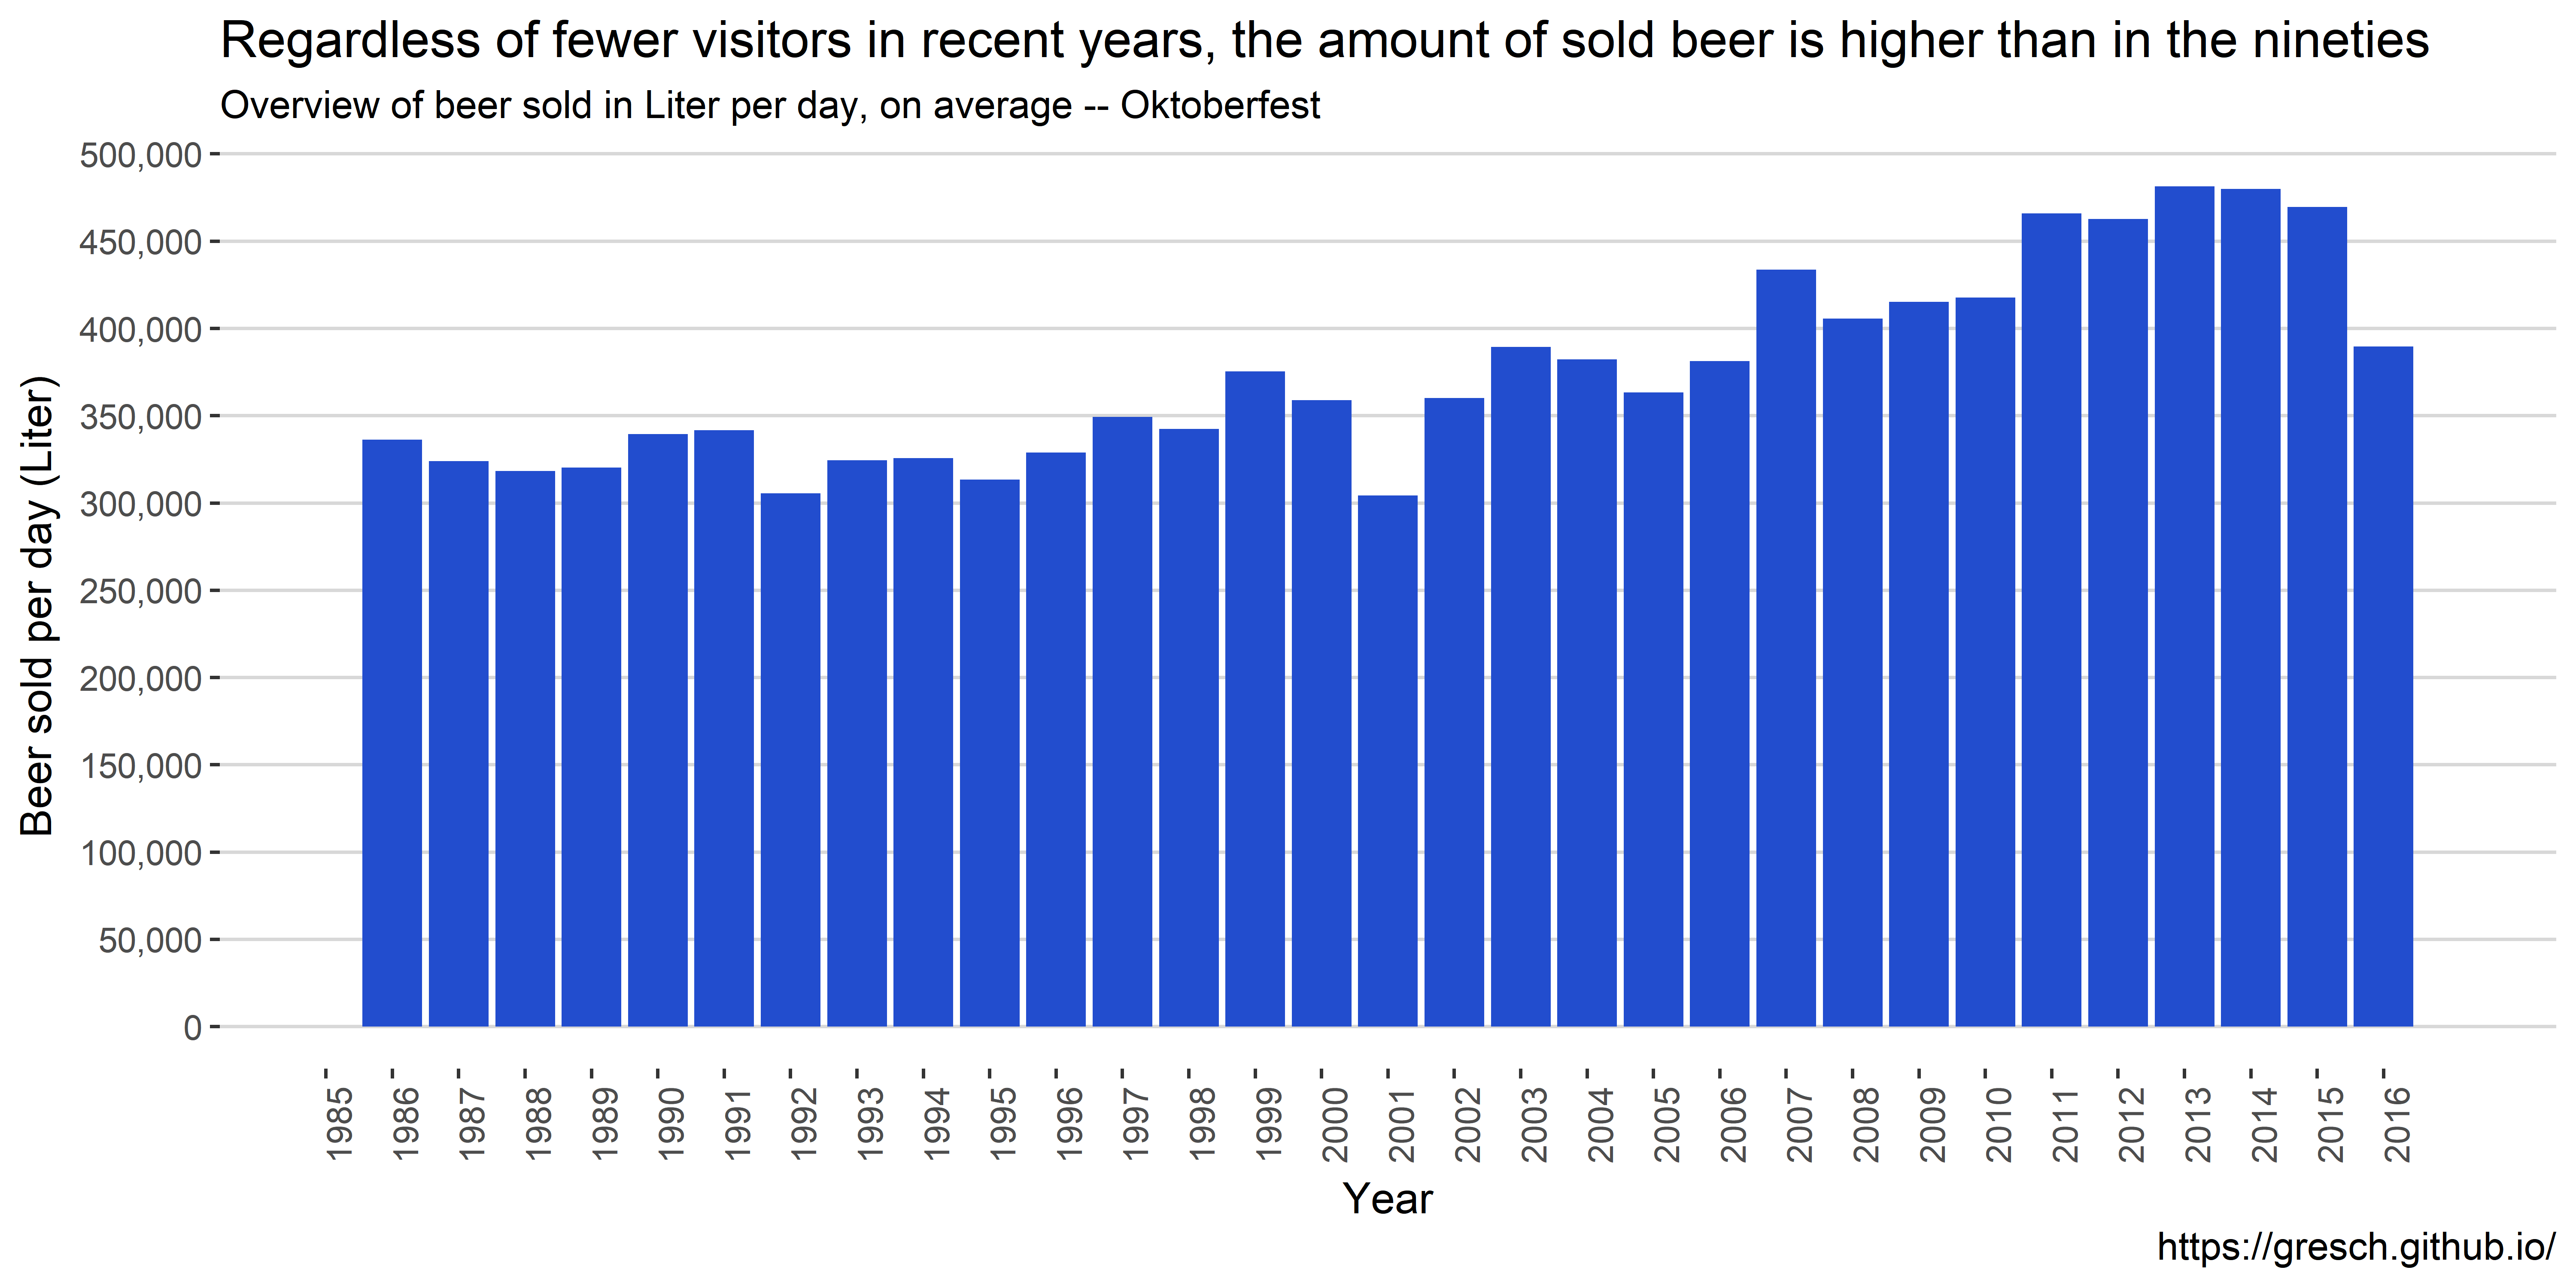 Regardless of fewer visitors in recent years, the amount of sold beer is higher than in the nineties
Overview of beer sold in Liter per day, on average -- Oktoberfest
Beer sold per day (Liter)
500,000
450,000
400,000
350,000
300,000
250,000
200,000
150,000
100,000
50,000
0
1985 1986 1987 1988 1989 1990 1991 1992 1993 1994 1995 1996 1997 1998 1999 2000 2001 2002 2003 2004 2005 2006 2007 2008 2009 2010 2011 2012 2013 2014 2015 2016
Year
https://gresch.github.io/